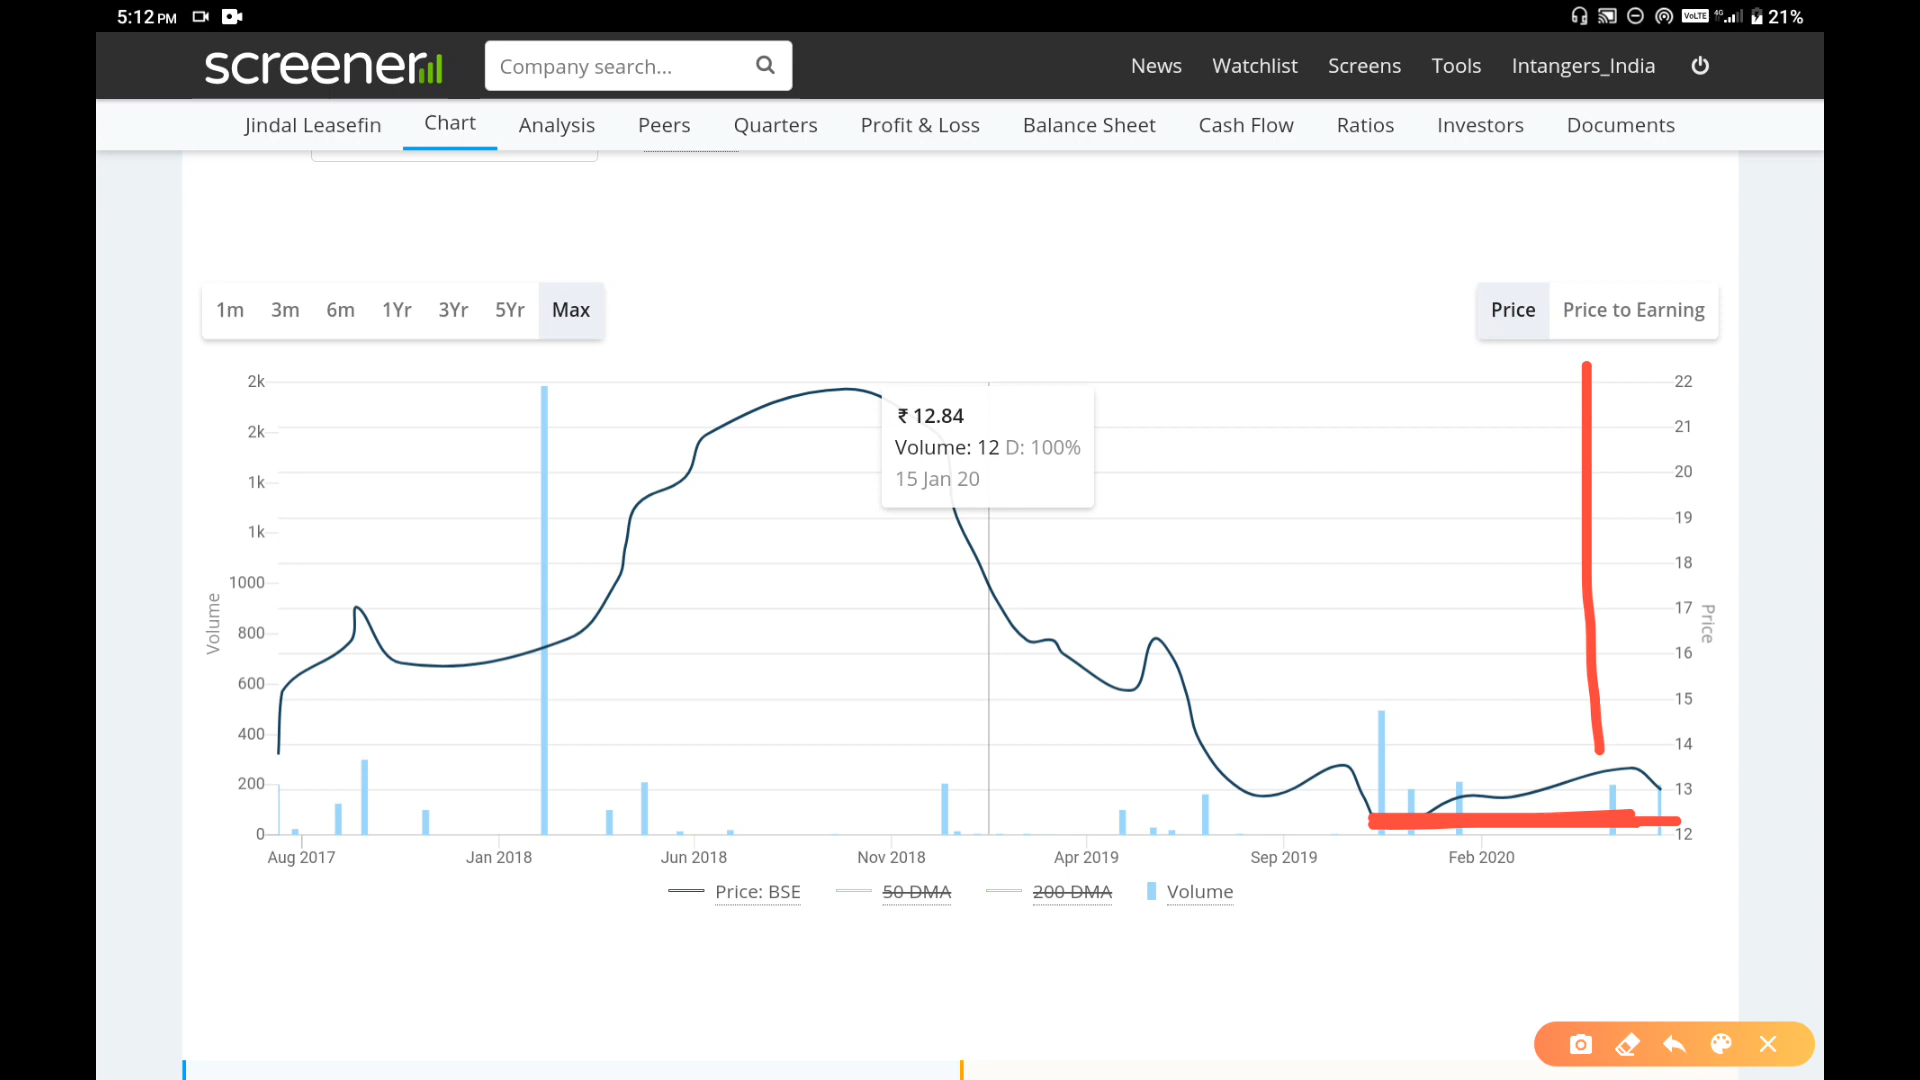 5:12 PM
VoLTE 4G 21%
screener
Company search...
News Watchlist Screens Tools Intangers_India
Jindal Leasefin Chart Analysis Peers Quarters Profit & Loss Balance Sheet Cash Flow Ratios Investors Documents
1m 3m 6m 1Yr 3Yr 5Yr Max
Price Price to Earning
2k 22
2k 21
1k 20
1k 19
1000 18
800 17
600 16
400 15
200 14
0 13
12
Volume
Price
₹ 12.84
Volume: 12 D: 100%
15 Jan 20
Aug 2017 Jan 2018 Jun 2018 Nov 2018 Apr 2019 Sep 2019 Feb 2020
Price: BSE 50 DMA 200 DMA Volume